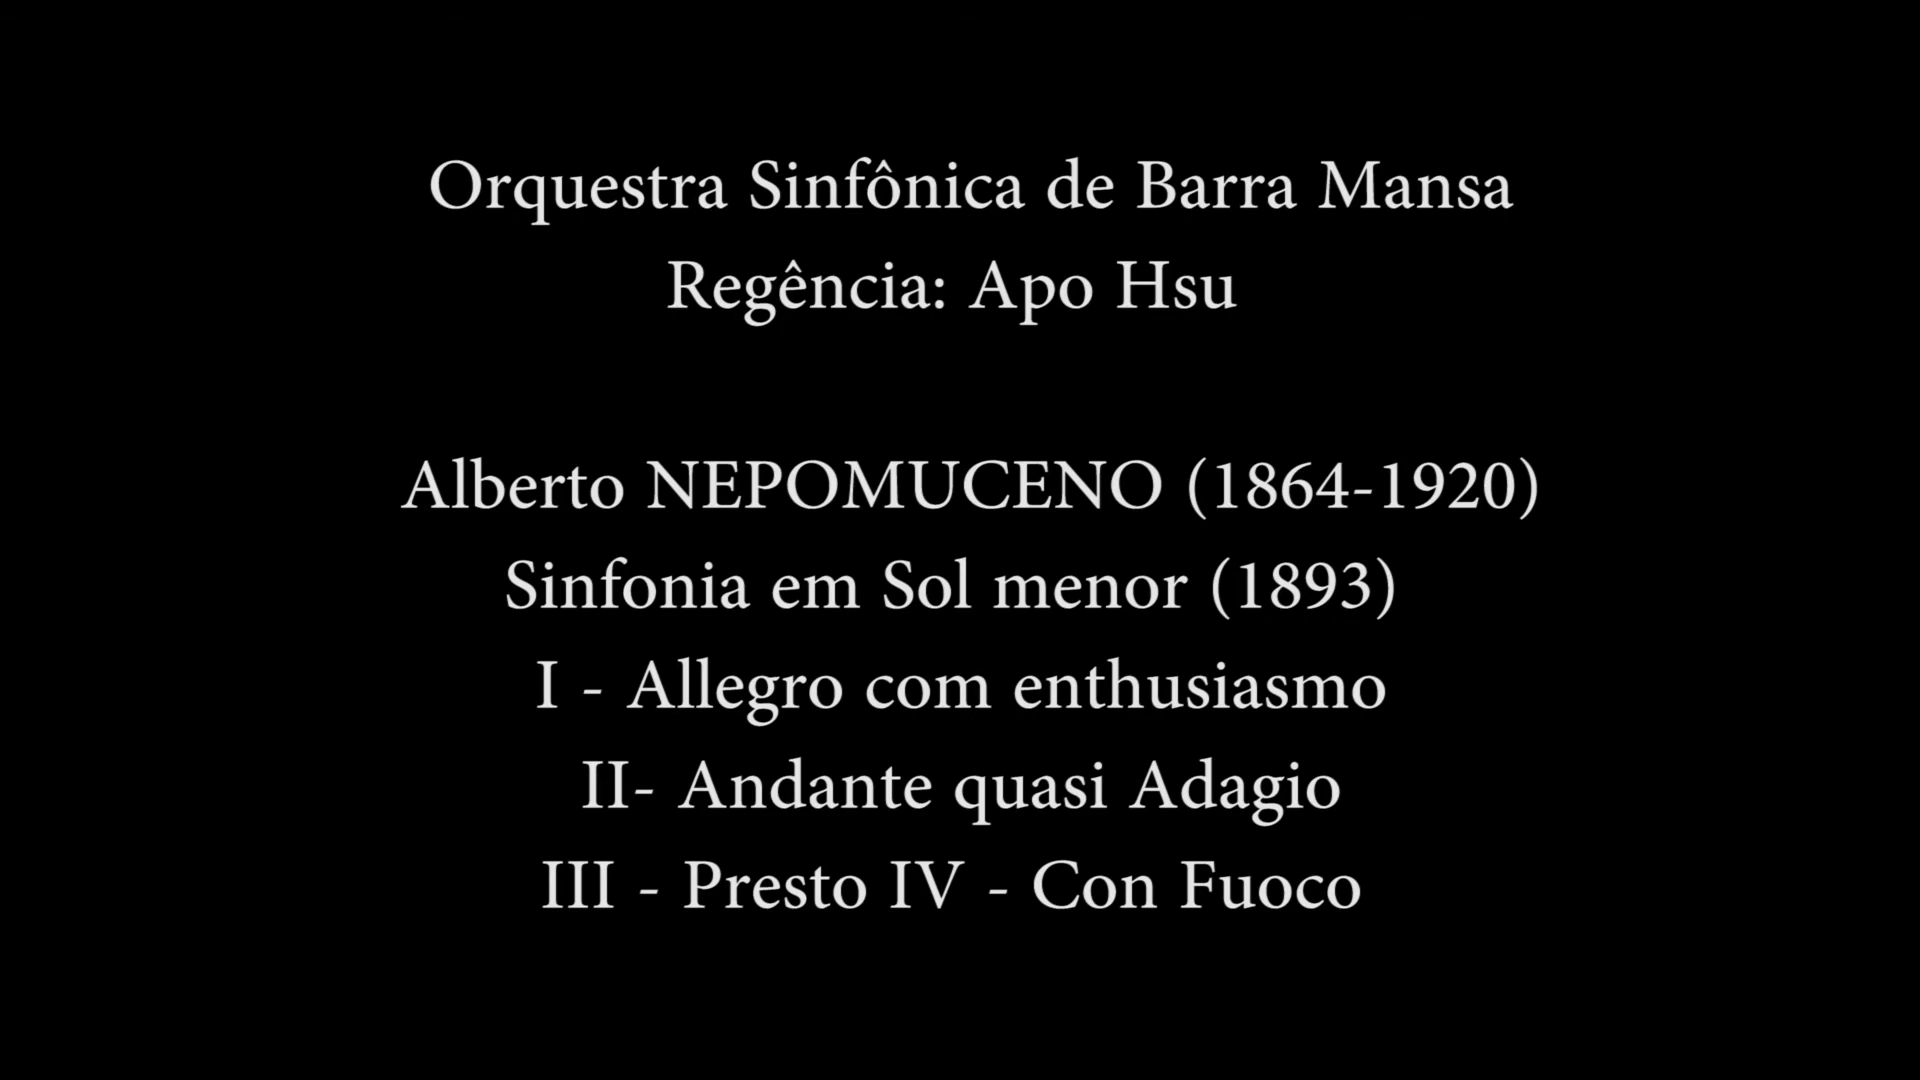 Orquestra Sinfônica de Barra Mansa
Regência: Apo Hsu
Alberto NEPOMUCENO (1864-1920)
Sinfonia em Sol menor (1893)
I - Allegro com enthusiasmo
II- Andante quasi Adagio
III - Presto IV - Con Fuoco